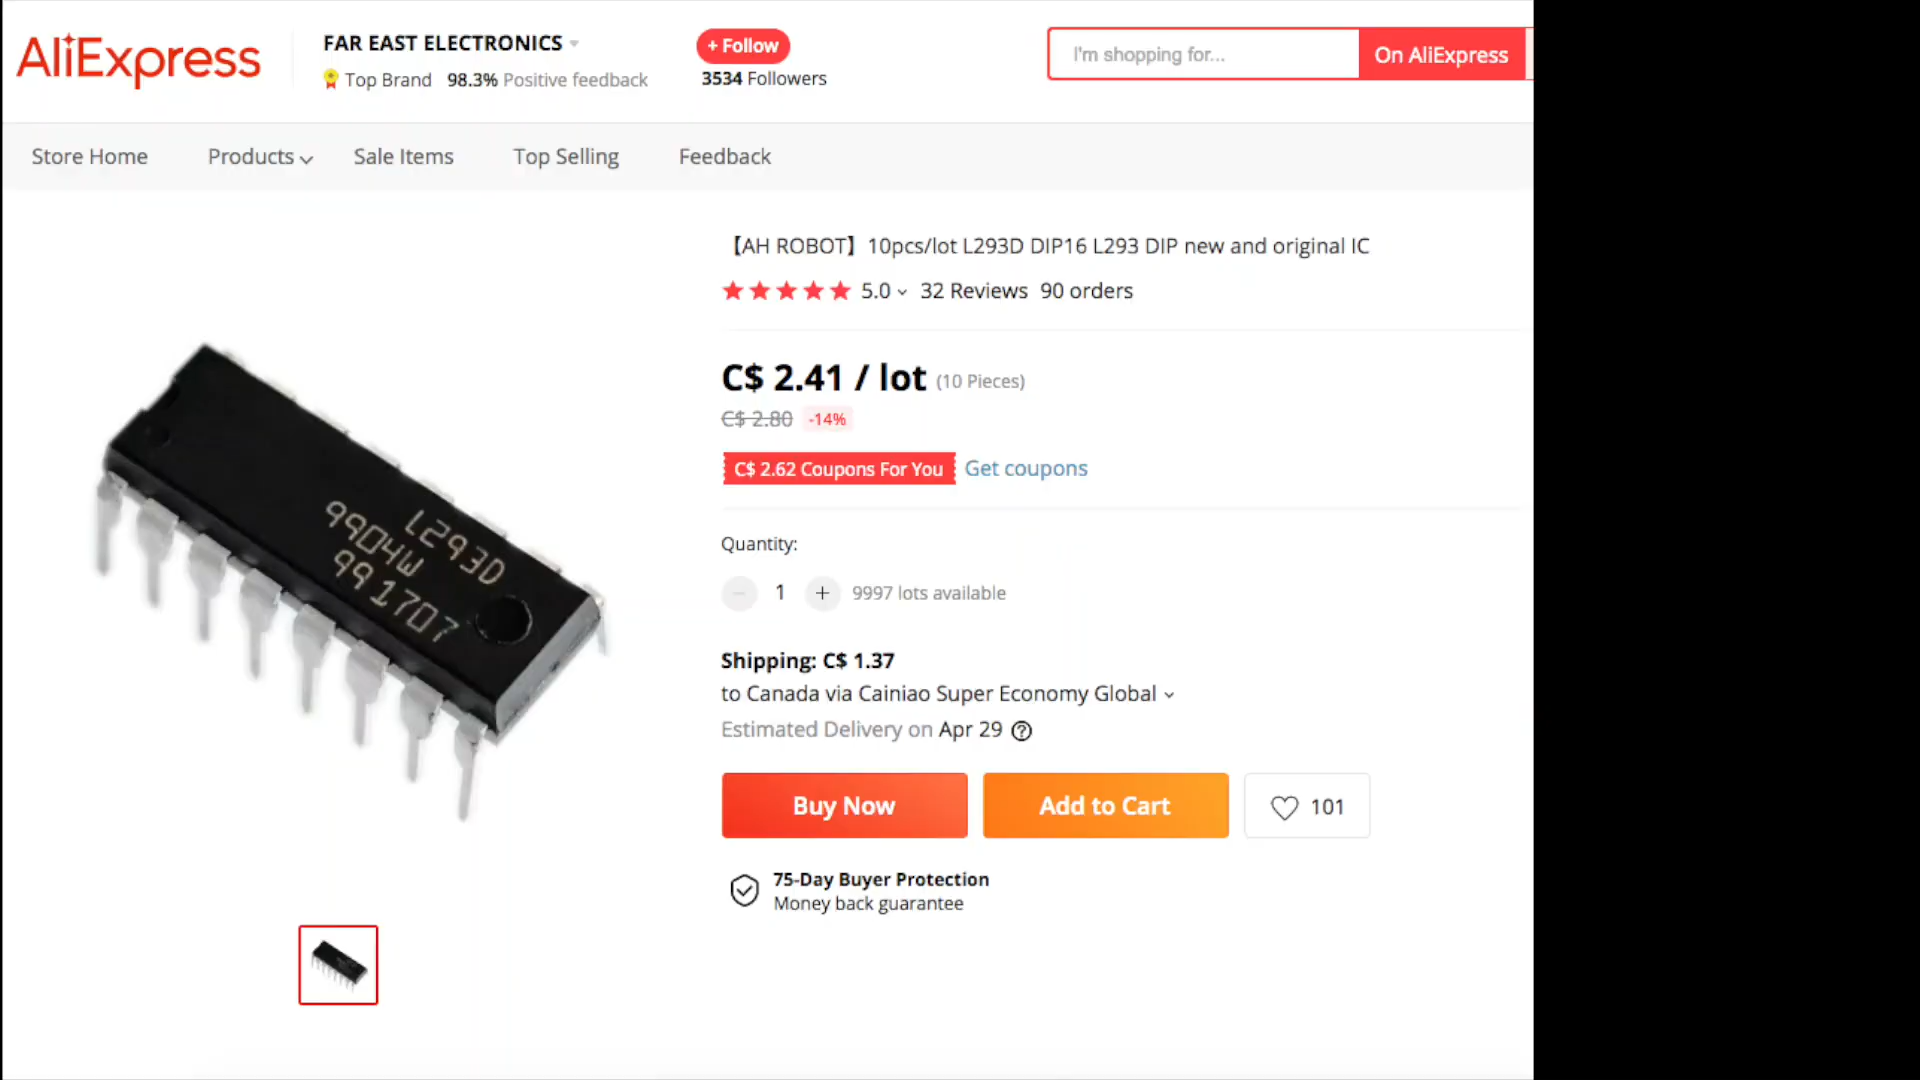 AliExpress
FAR EAST ELECTRONICS
Top Brand 98.3% Positive feedback
+ Follow
3534 Followers
I'm shopping for...
On AliExpress
Store Home Products Sale Items Top Selling Feedback
【AH ROBOT】10pcs/lot L293D DIP16 L293 DIP new and original IC
5.0 32 Reviews 90 orders
C$ 2.41 / lot (10 Pieces)
C$ 2.80 -14%
C$ 2.62 Coupons For You Get coupons
Quantity:
− 1 + 9997 lots available
Shipping: C$ 1.37
to Canada via Cainiao Super Economy Global
Estimated Delivery on Apr 29 ?
Buy Now Add to Cart 101
75-Day Buyer Protection
Money back guarantee
L293D
9904W
991707